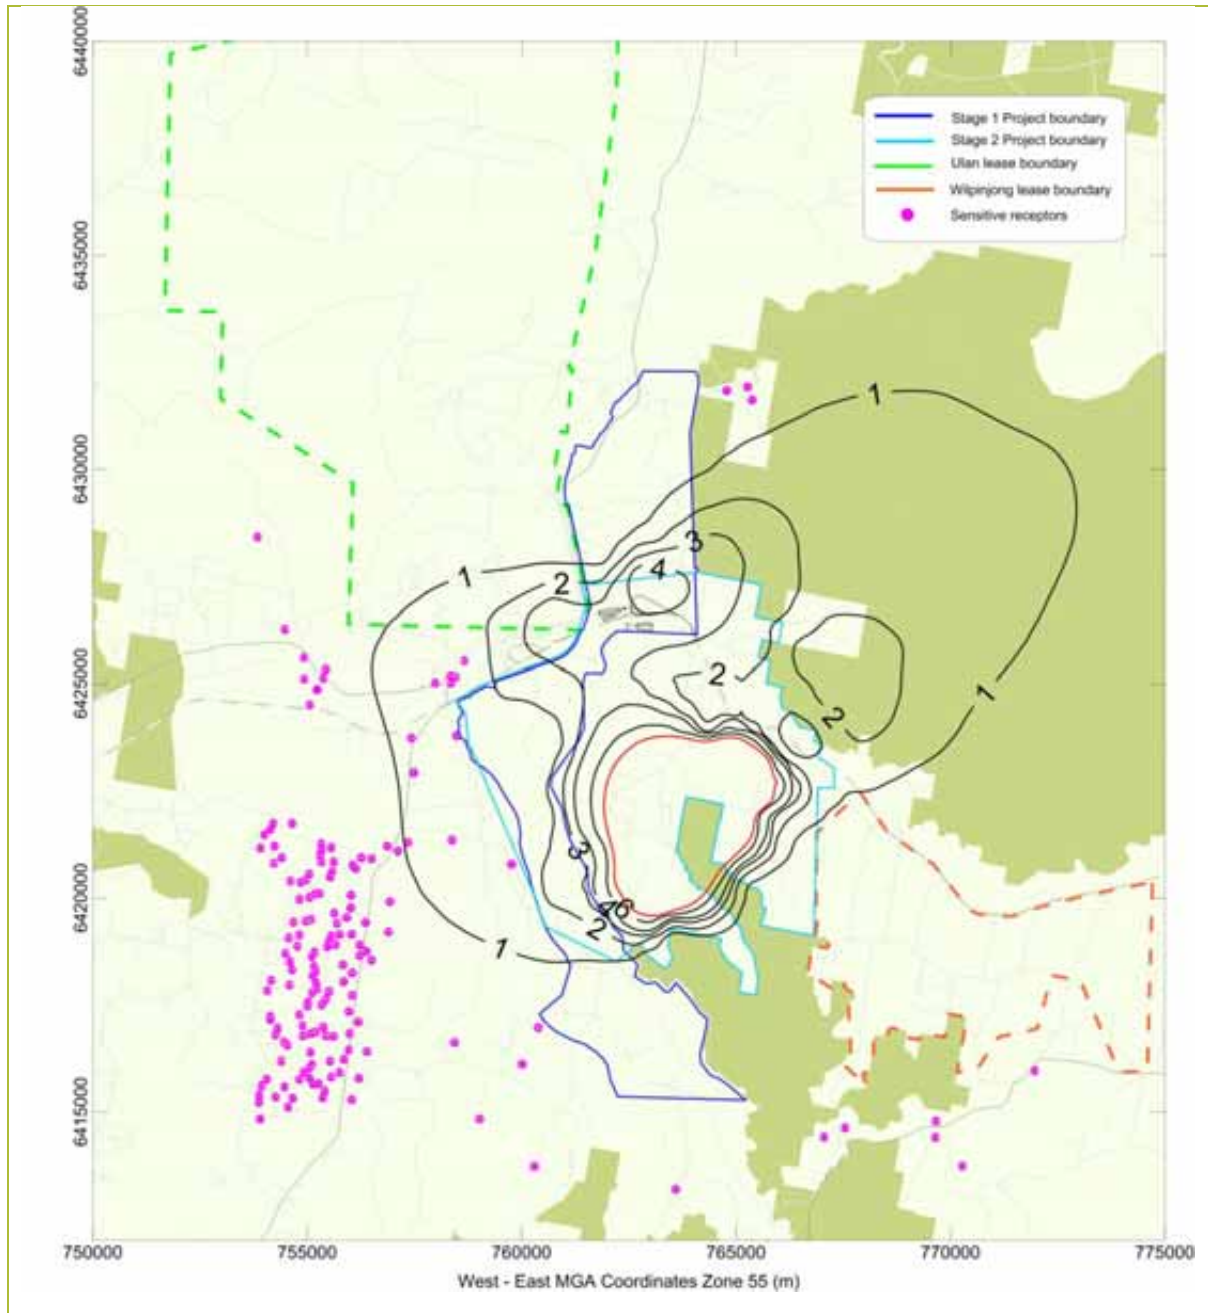 6440000
Stage 1 Project boundary
Stage 2 Project boundary
Ulan lease boundary
Wilpinjong lease boundary
Sensitive receptors
6435000
1
6430000
3
4
1
2
2
6425000
1
2
3
6420000
2
1
6415000
750000 755000 760000 765000 770000 775000
West - East MGA Coordinates Zone 55 (m)